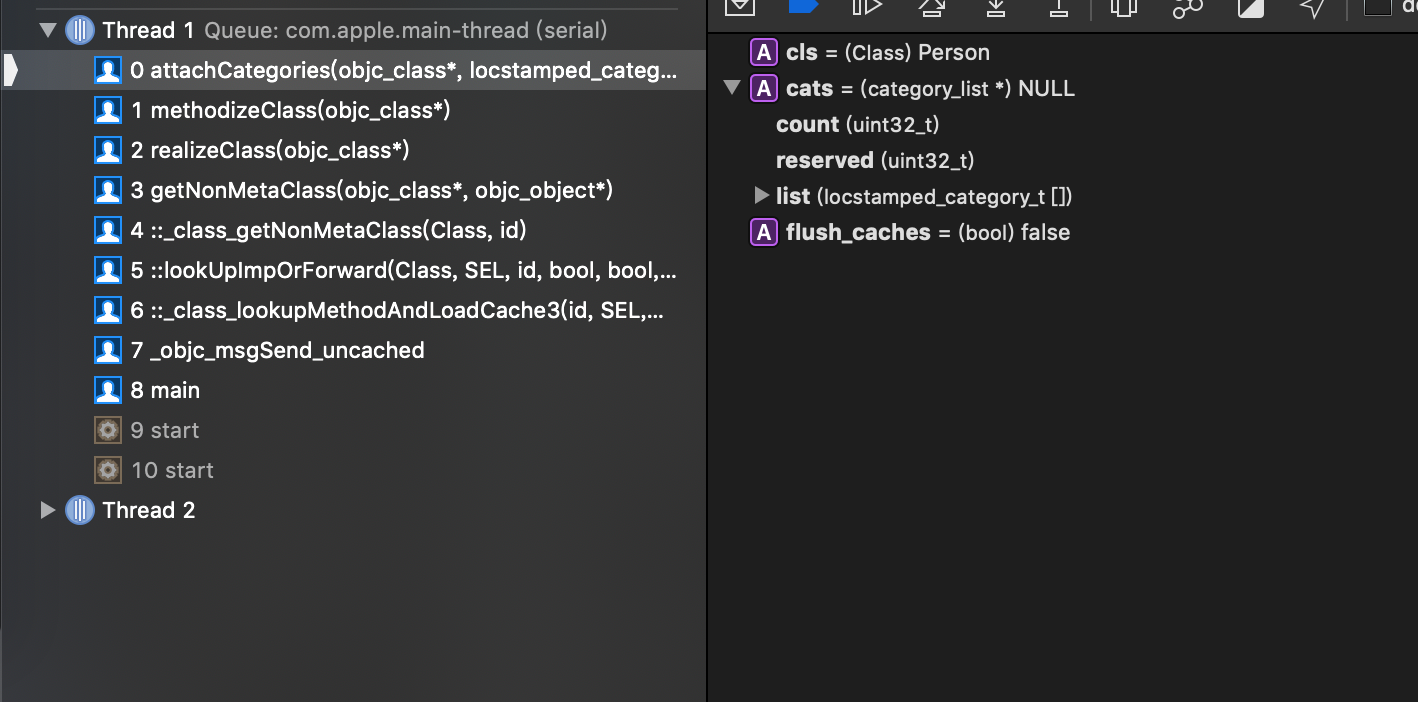 Thread 1 Queue: com.apple.main-thread (serial)
0 attachCategories(objc_class*, locstamped_categ...
1 methodizeClass(objc_class*)
2 realizeClass(objc_class*)
3 getNonMetaClass(objc_class*, objc_object*)
4 ::_class_getNonMetaClass(Class, id)
5 ::lookUpImpOrForward(Class, SEL, id, bool, bool,...
6 ::_class_lookupMethodAndLoadCache3(id, SEL,...
7 _objc_msgSend_uncached
8 main
9 start
10 start
Thread 2
A cls = (Class) Person
A cats = (category_list *) NULL
count (uint32_t)
reserved (uint32_t)
list (locstamped_category_t [])
A flush_caches = (bool) false